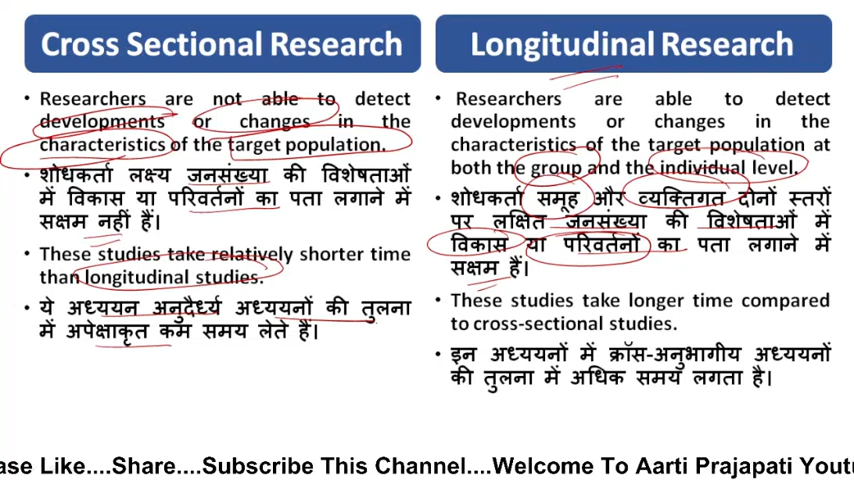 Cross Sectional Research
• Researchers are not able to detect
developments or changes in the
characteristics of the target population.
• शोधकर्ता लक्ष्य जनसंख्या की विशेषताओं
में विकास या परिवर्तनों का पता लगाने में
सक्षम नहीं हैं।
• These studies take relatively shorter time
than longitudinal studies.
• ये अध्ययन अनुदैर्ध्य अध्ययनों की तुलना
में अपेक्षाकृत कम समय लेते हैं।
Longitudinal Research
• Researchers are able to detect
developments or changes in the
characteristics of the target population at
both the group and the individual level.
• शोधकर्ता समूह और व्यक्तिगत दोनों स्तरों
पर लक्षित जनसंख्या की विशेषताओं में
विकास या परिवर्तनों का पता लगाने में
सक्षम हैं।
• These studies take longer time compared
to cross-sectional studies.
• इन अध्ययनों में क्रॉस-अनुभागीय अध्ययनों
की तुलना में अधिक समय लगता है।
ase Like....Share....Subscribe This Channel....Welcome To Aarti Prajapati Youtu